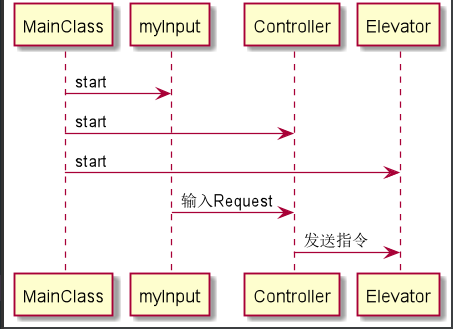 MainClass myInput Controller Elevator
start
start
start
输入Request
发送指令
MainClass myInput Controller Elevator